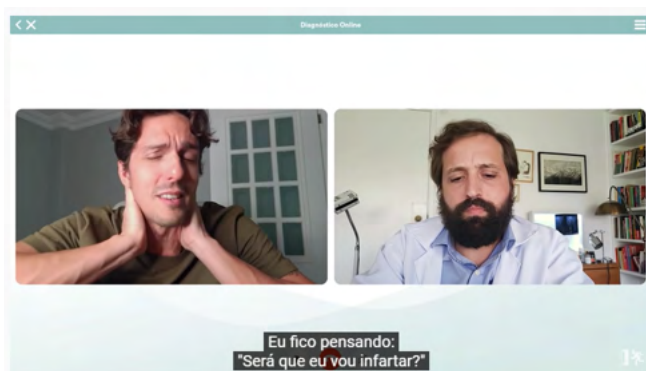 Diagnóstico Online
Eu fico pensando:
"Será que eu vou infartar?"